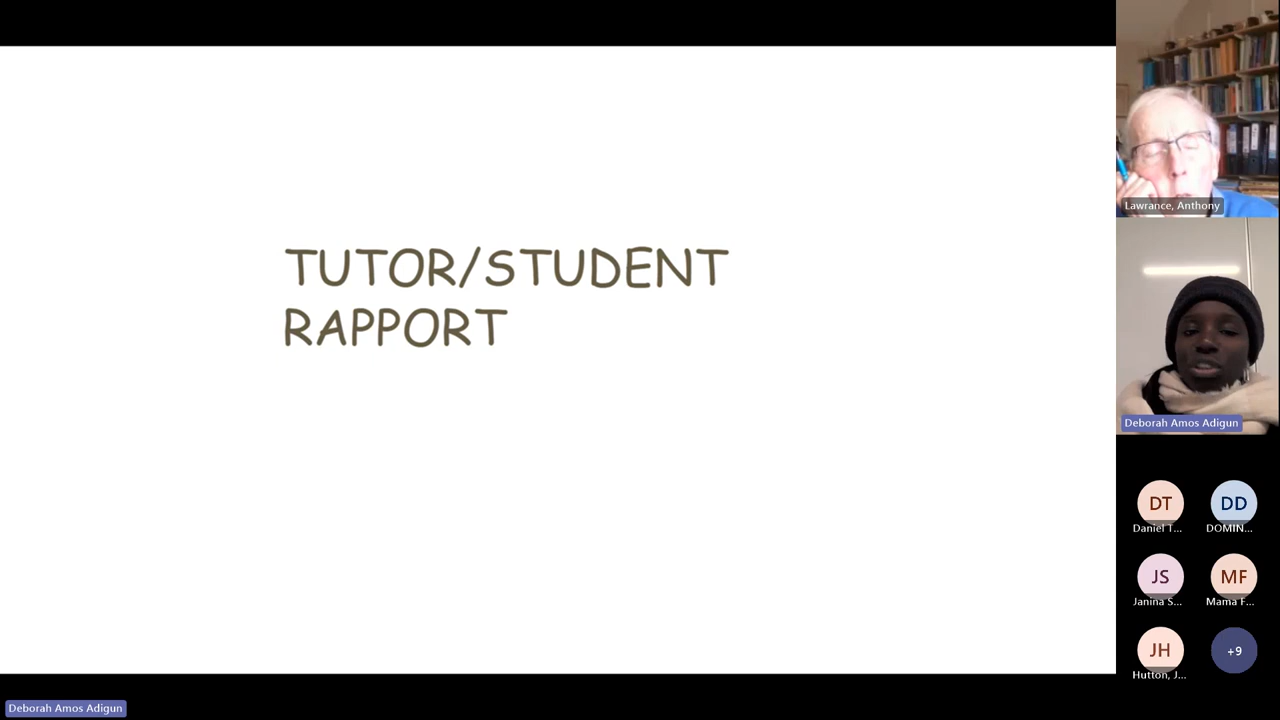 TUTOR/STUDENT
RAPPORT
Lawrance, Anthony
Deborah Amos Adigun
DT
Daniel T...
DD
DOMIN...
JS
Janina S...
MF
Mama F...
JH
Hutton, J...
+9
Deborah Amos Adigun